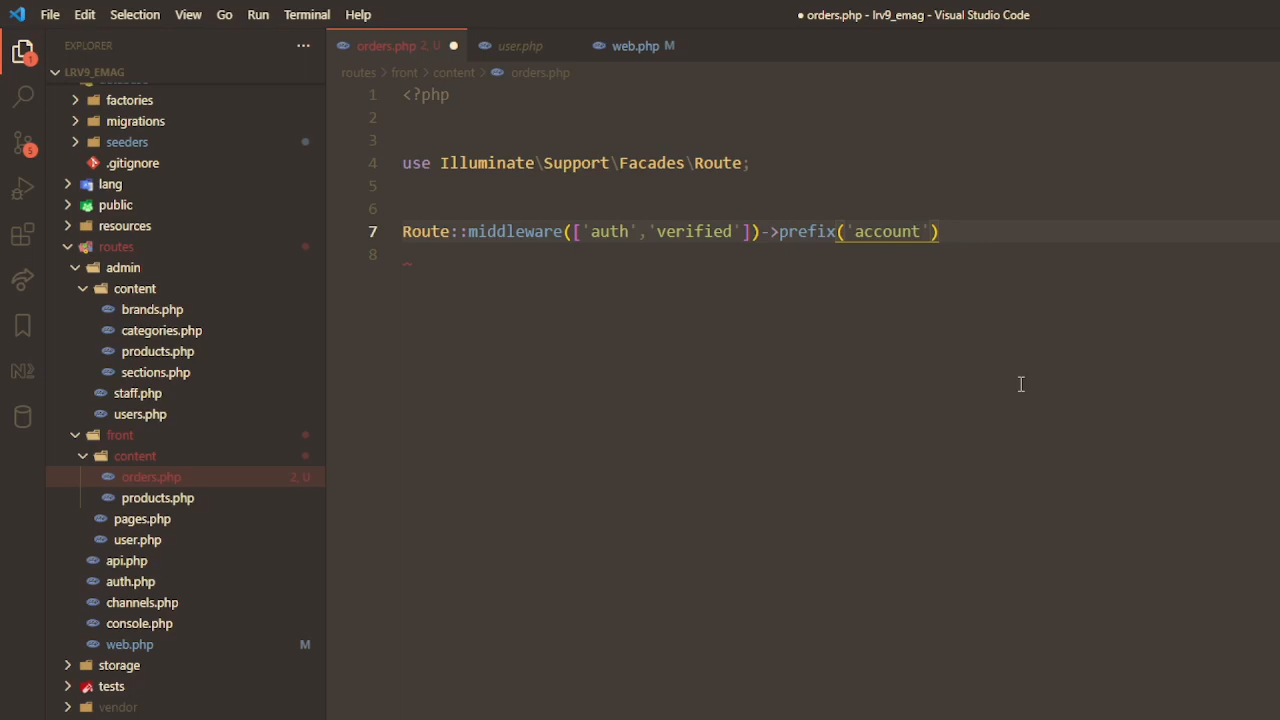 File Edit Selection View Go Run Terminal Help
orders.php - lrv9_emag - Visual Studio Code
EXPLORER
LRV9_EMAG
factories
migrations
seeders
.gitignore
lang
public
resources
routes
admin
content
brands.php
categories.php
products.php
sections.php
staff.php
users.php
front
content
orders.php 2, U
products.php
pages.php
user.php
api.php
auth.php
channels.php
console.php
web.php M
storage
tests
vendor
1
5
orders.php 2, U user.php web.php M
routes > front > content > orders.php
1 <?php
2
3
4 use Illuminate\Support\Facades\Route;
5
6
7 Route::middleware(['auth','verified'])->prefix('account')
8